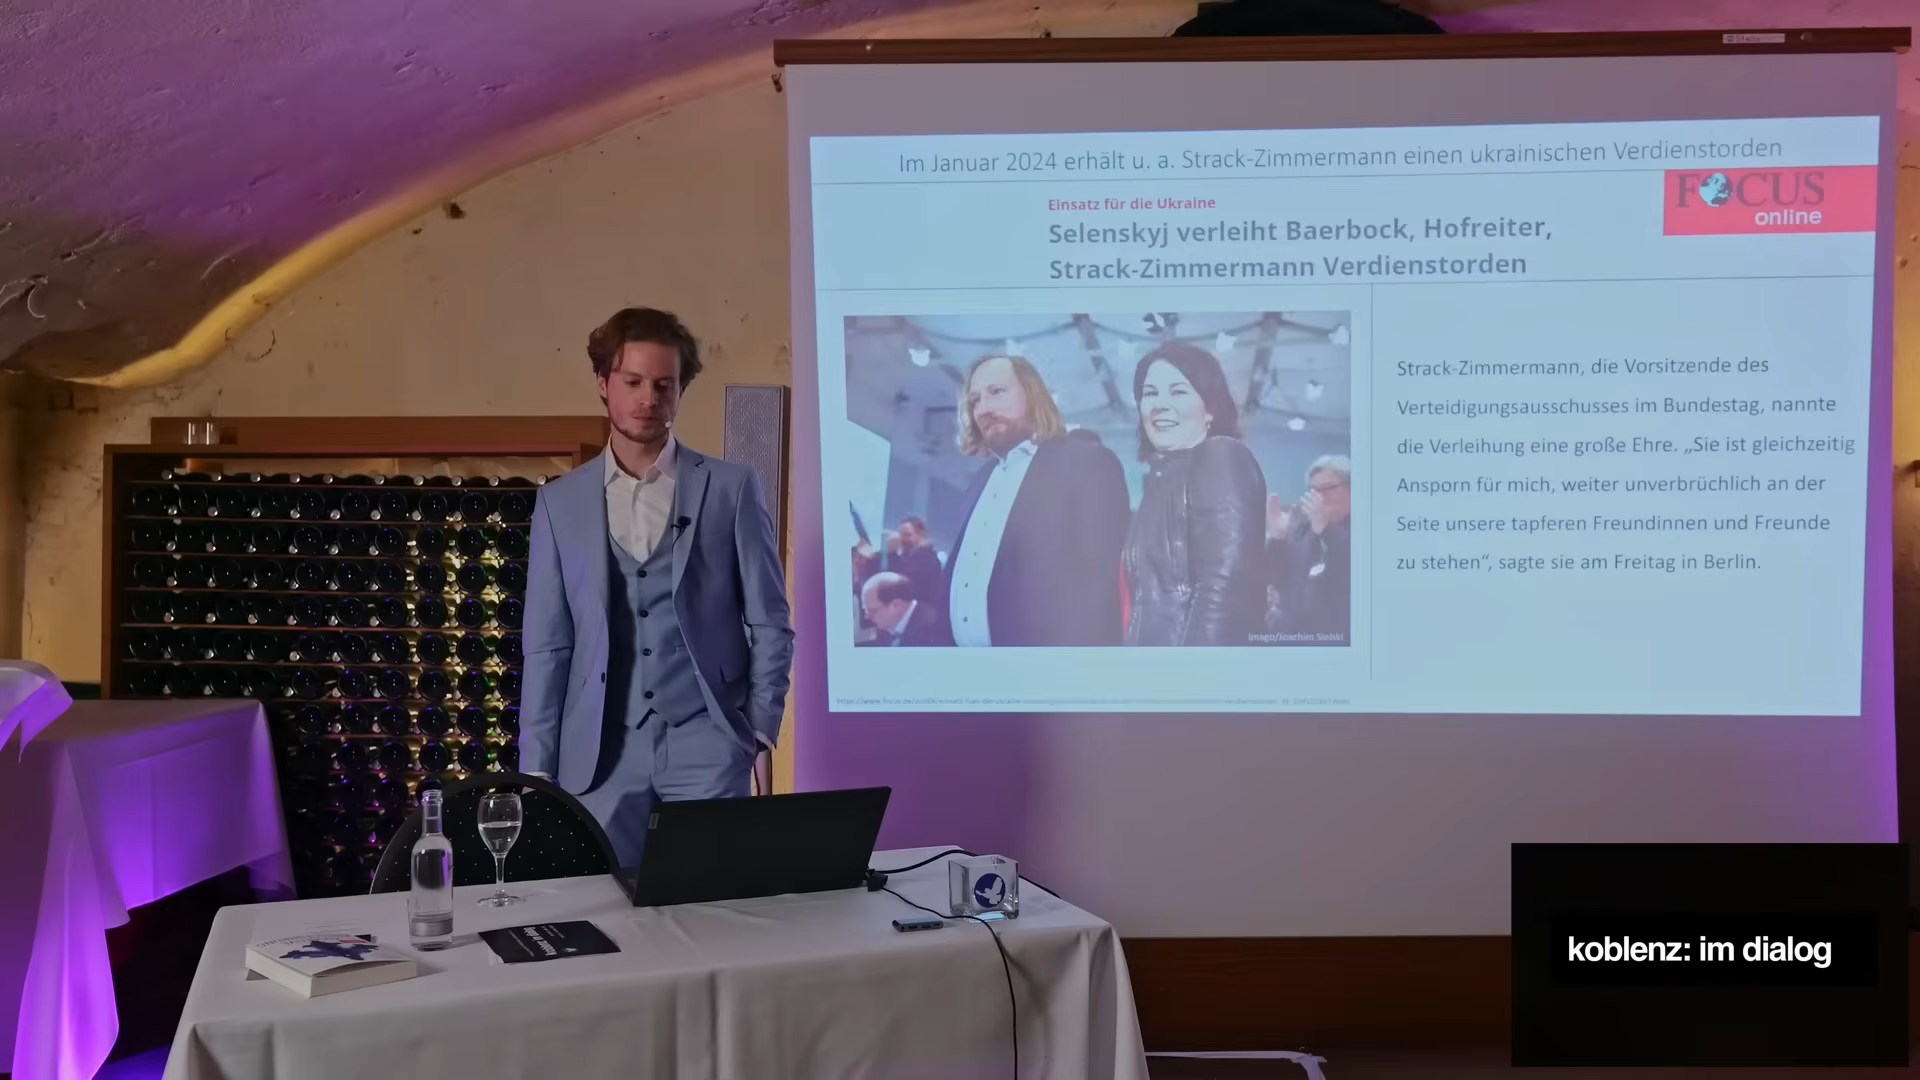 Im Januar 2024 erhält u. a. Strack-Zimmermann einen ukrainischen Verdienstorden
FOCUS
online
Einsatz für die Ukraine
Selenskyj verleiht Baerbock, Hofreiter,
Strack-Zimmermann Verdienstorden
Strack-Zimmermann, die Vorsitzende des
Verteidigungsausschusses im Bundestag, nannte
die Verleihung eine große Ehre. „Sie ist gleichzeitig
Ansporn für mich, weiter unverbrüchlich an der
Seite unsere tapferen Freundinnen und Freunde
zu stehen“, sagte sie am Freitag in Berlin.
imago/Joachim
koblenz: im dialog
koblenz: im dialog